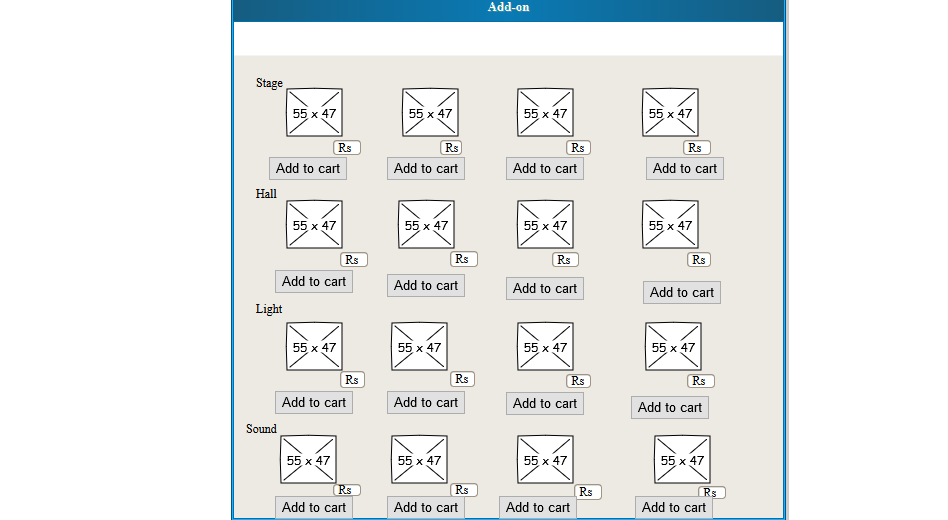 Add-on
Stage
55 x 47 55 x 47 55 x 47 55 x 47
Rs Rs Rs Rs
Add to cart Add to cart Add to cart Add to cart
Hall
55 x 47 55 x 47 55 x 47 55 x 47
Rs Rs Rs Rs
Add to cart Add to cart Add to cart Add to cart
Light
55 x 47 55 x 47 55 x 47 55 x 47
Rs Rs Rs Rs
Add to cart Add to cart Add to cart Add to cart
Sound
55 x 47 55 x 47 55 x 47 55 x 47
Rs Rs Rs Rs
Add to cart Add to cart Add to cart Add to cart